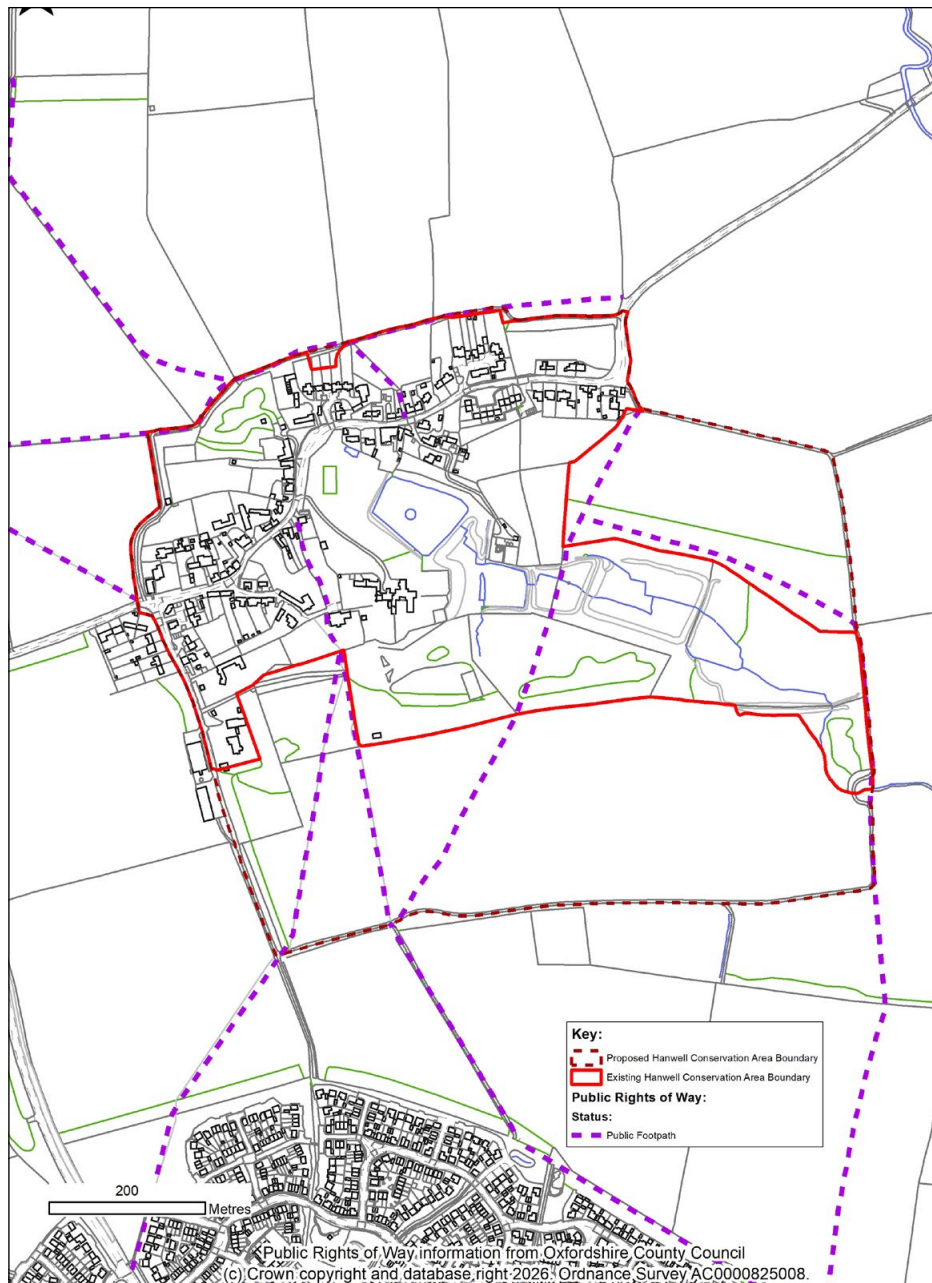 Key:
Proposed Hanwell Conservation Area Boundary
Existing Hanwell Conservation Area Boundary
Public Rights of Way:
Status:
Public Footpath
200
Metres
Public Rights of Way information from Oxfordshire County Council
(c) Crown copyright and database right 2026. Ordnance Survey AC0000825008.